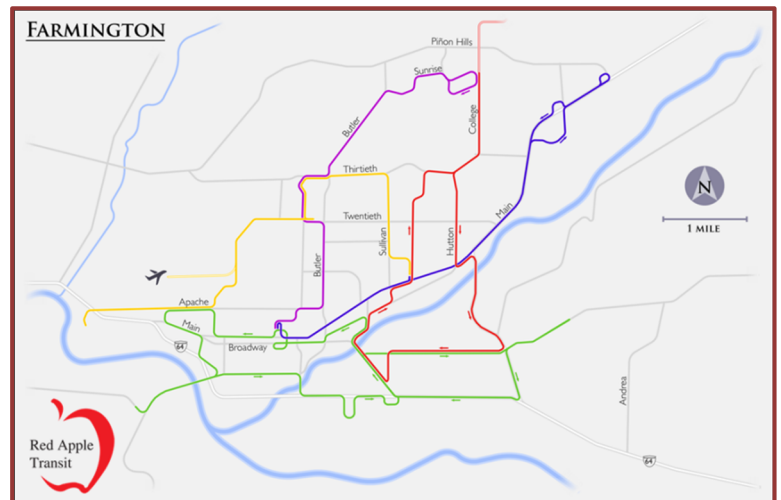 FARMINGTON
Piñon Hills
Sunrise
Butler
College
Thirtieth
Twentieth
Main
Sullivan
Hutton
Butler
N
1 MILE
Apache
Main
Broadway
64
Andrea
64
Red Apple
Transit